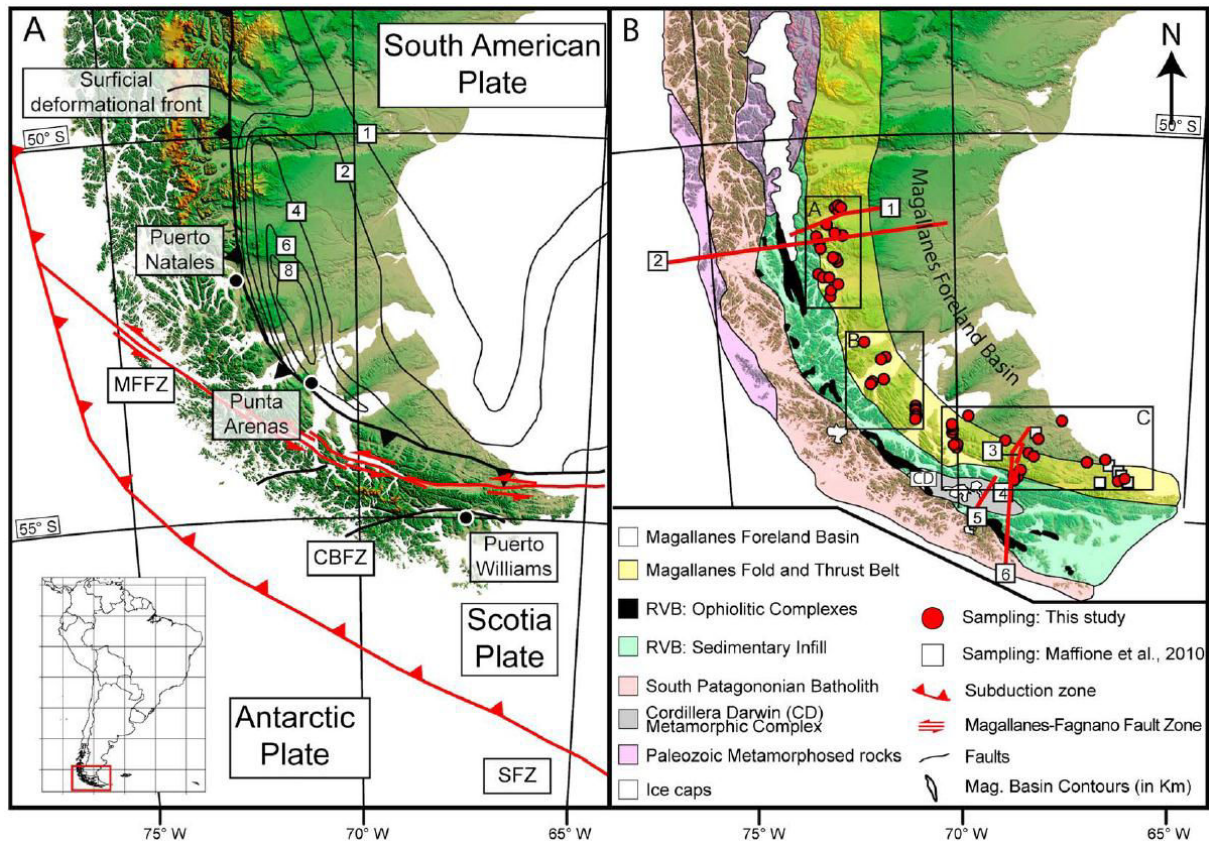 A
South American
Plate
Surficial
deformational front
50° S
1
2
4
6
8
Puerto
Natales
MFFZ
Punta
Arenas
55° S
CBFZ
Puerto
Williams
Scotia
Plate
Antarctic
Plate
SFZ
75° W
70° W
65° W
B
N
50° S
A
1
2
Magallanes Foreland Basin
B
C
3
CD
4
5
6
Magallanes Foreland Basin
Magallanes Fold and Thrust Belt
RVB: Ophiolitic Complexes
RVB: Sedimentary Infill
South Patagononian Batholith
Cordillera Darwin (CD)
Metamorphic Complex
Paleozoic Metamorphosed rocks
Ice caps
Sampling: This study
Sampling: Maffione et al., 2010
Subduction zone
Magallanes-Fagnano Fault Zone
Faults
Mag. Basin Contours (in Km)
75° W
70° W
65° W